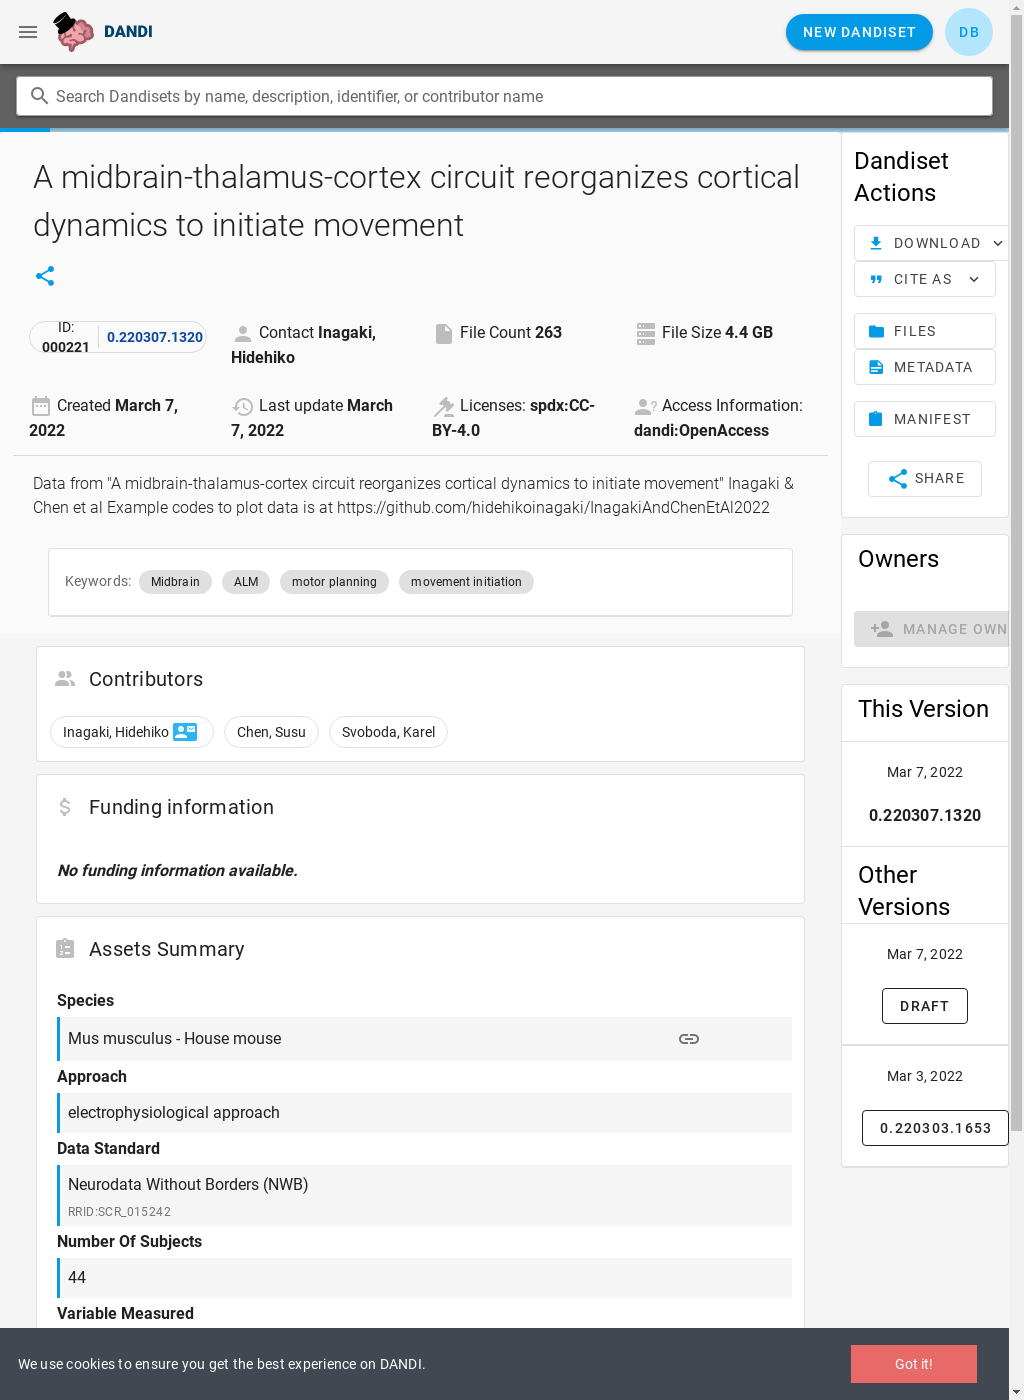 DANDI
NEW DANDISET
DB
Search Dandisets by name, description, identifier, or contributor name
A midbrain-thalamus-cortex circuit reorganizes cortical
dynamics to initiate movement
ID:
000221
0.220307.1320
Contact Inagaki,
Hidehiko
File Count 263
File Size 4.4 GB
Created March 7,
2022
Last update March
7, 2022
Licenses: spdx:CC-
BY-4.0
Access Information:
dandi:OpenAccess
Data from "A midbrain-thalamus-cortex circuit reorganizes cortical dynamics to initiate movement" Inagaki &
Chen et al Example codes to plot data is at https://github.com/hidehikoinagaki/InagakiAndChenEtAl2022
Keywords: Midbrain ALM motor planning movement initiation
Contributors
Inagaki, Hidehiko Chen, Susu Svoboda, Karel
Funding information
No funding information available.
Assets Summary
Species
Mus musculus - House mouse
Approach
electrophysiological approach
Data Standard
Neurodata Without Borders (NWB)
RRID:SCR_015242
Number Of Subjects
44
Variable Measured
Dandiset
Actions
DOWNLOAD
CITE AS
FILES
METADATA
MANIFEST
SHARE
Owners
MANAGE OWN
This Version
Mar 7, 2022
0.220307.1320
Other
Versions
Mar 7, 2022
DRAFT
Mar 3, 2022
0.220303.1653
We use cookies to ensure you get the best experience on DANDI.
Got it!